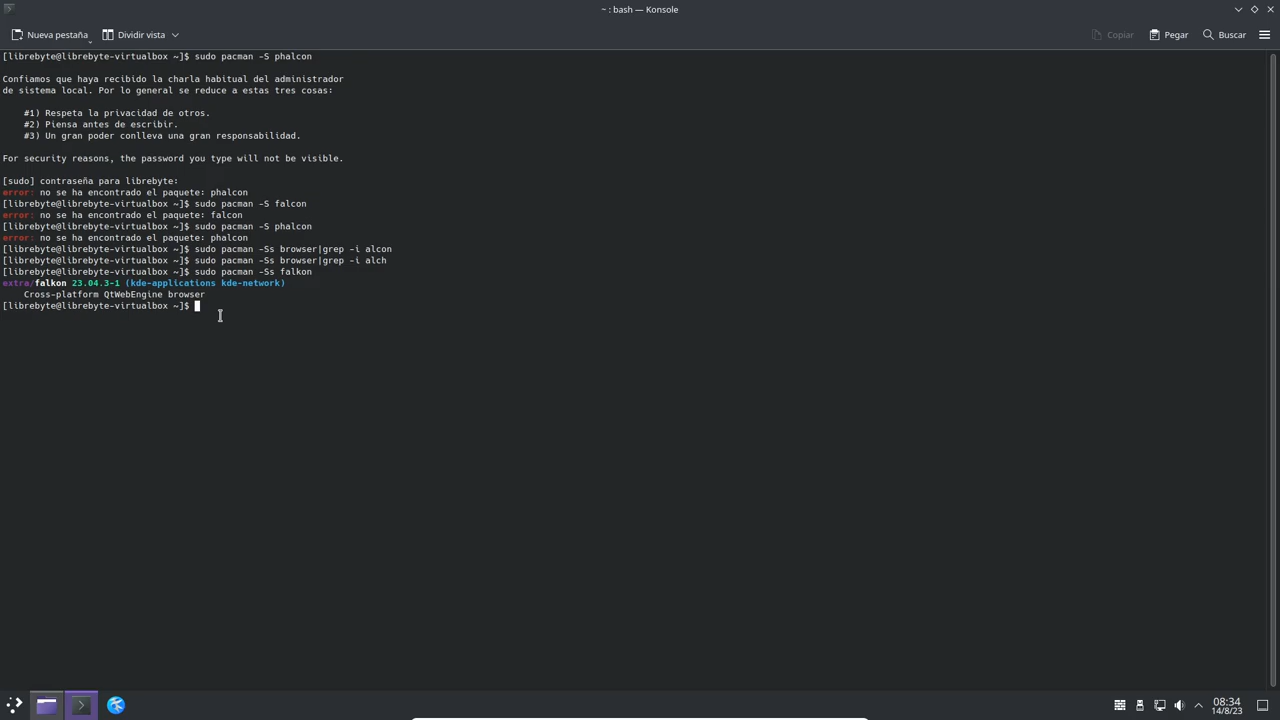 ~ : bash — Konsole
Nueva pestaña
Dividir vista
Copiar
Pegar
Buscar
[librebyte@librebyte-virtualbox ~]$ sudo pacman -S phalcon
Confiamos que haya recibido la charla habitual del administrador
de sistema local. Por lo general se reduce a estas tres cosas:
#1) Respeta la privacidad de otros.
#2) Piensa antes de escribir.
#3) Un gran poder conlleva una gran responsabilidad.
For security reasons, the password you type will not be visible.
[sudo] contraseña para librebyte:
error: no se ha encontrado el paquete: phalcon
[librebyte@librebyte-virtualbox ~]$ sudo pacman -S falcon
error: no se ha encontrado el paquete: falcon
[librebyte@librebyte-virtualbox ~]$ sudo pacman -S phalcon
error: no se ha encontrado el paquete: phalcon
[librebyte@librebyte-virtualbox ~]$ sudo pacman -Ss browser|grep -i alcon
[librebyte@librebyte-virtualbox ~]$ sudo pacman -Ss browser|grep -i alch
[librebyte@librebyte-virtualbox ~]$ sudo pacman -Ss falkon
extra/falkon 23.04.3-1 (kde-applications kde-network)
Cross-platform QtWebEngine browser
[librebyte@librebyte-virtualbox ~]$
08:34
14/8/23